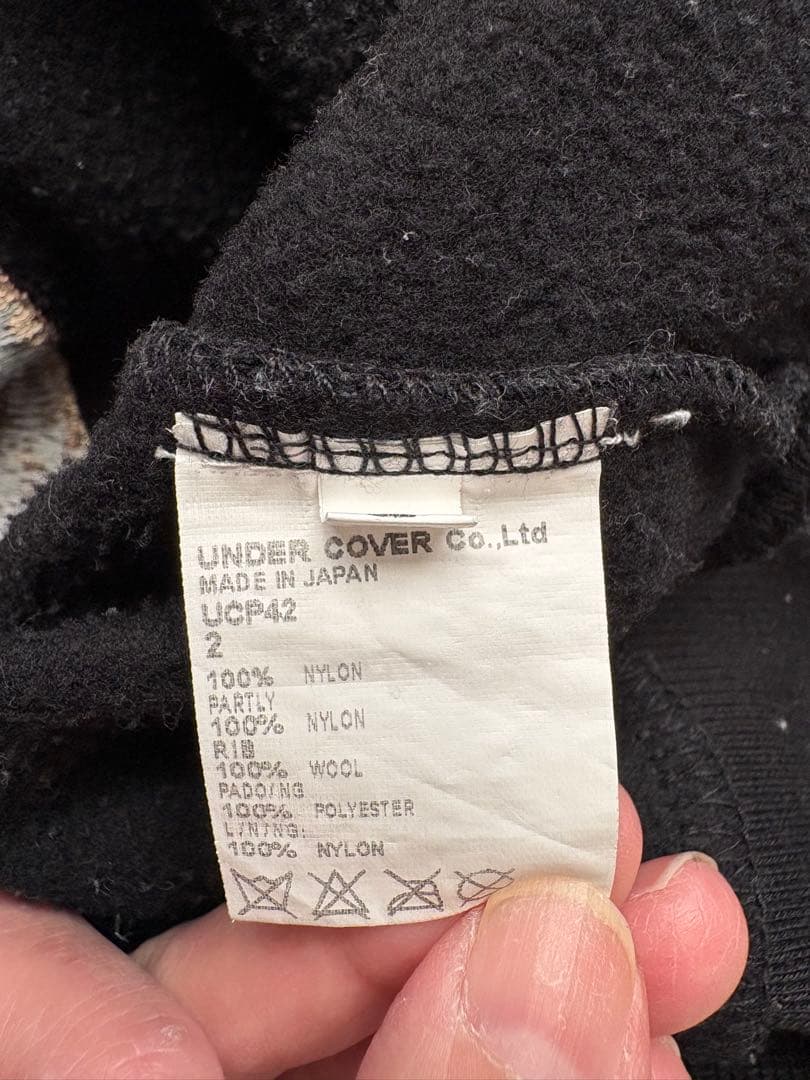 UNDER COVER Co.,Ltd
MADE IN JAPAN
UCP42
2
100% NYLON
PARTLY
100% NYLON
RIB
100% WOOL
PADDING
100% POLYESTER
LINING:
100% NYLON